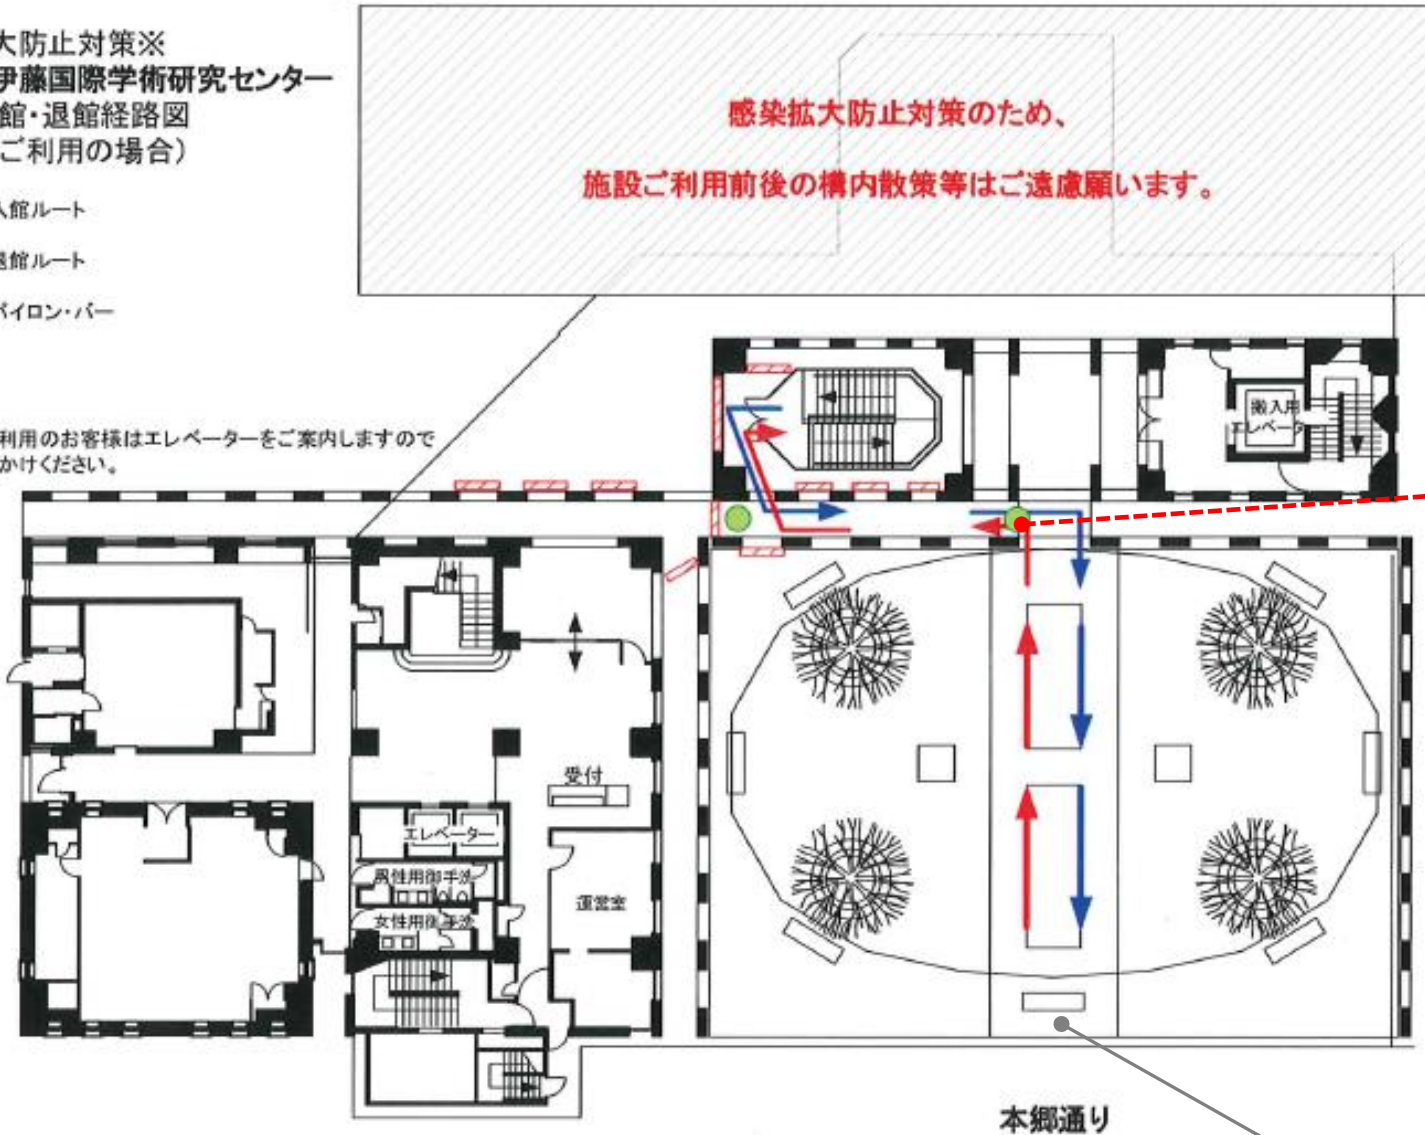 大防止対策※
伊藤国際学術研究センター
館・退館経路図
ご利用の場合）
入館ルート
退館ルート
パイロン・バー
利用のお客様はエレベーターをご案内しますので
かけください。
感染拡大防止対策のため、
施設ご利用前後の構内散策等はご遠慮願います。
搬入用
エレベーター
受付
エレベーター
男性用御手洗
女性用御手洗
運営室
本郷通り